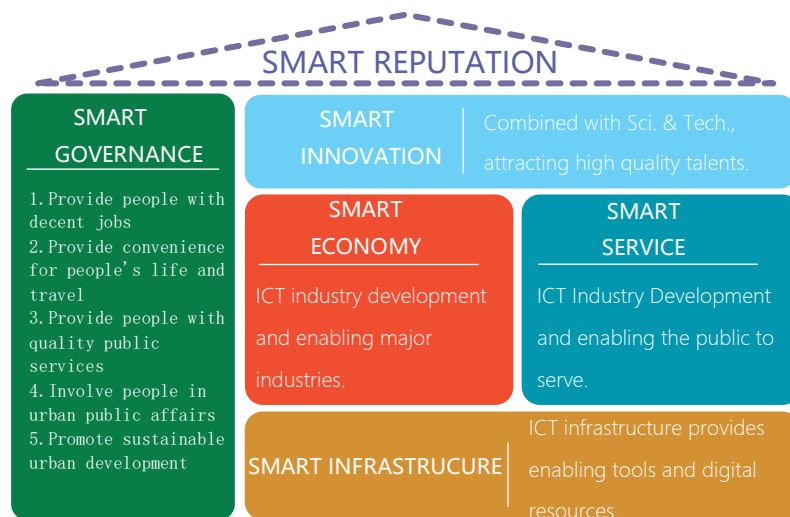 SMART REPUTATION
SMART
GOVERNANCE
1.Provide people with
decent jobs
2.Provide convenience
for people's life and
travel
3.Provide people with
quality public
services
4.Involve people in
urban public affairs
5.Promote sustainable
urban development
SMART
INNOVATION
Combined with Sci. & Tech.,
attracting high quality talents.
SMART
ECONOMY
ICT industry development
and enabling major
industries.
SMART
SERVICE
ICT Industry Development
and enabling the public to
serve.
SMART INFRASTRUCURE
ICT infrastructure provides
enabling tools and digital
resources.